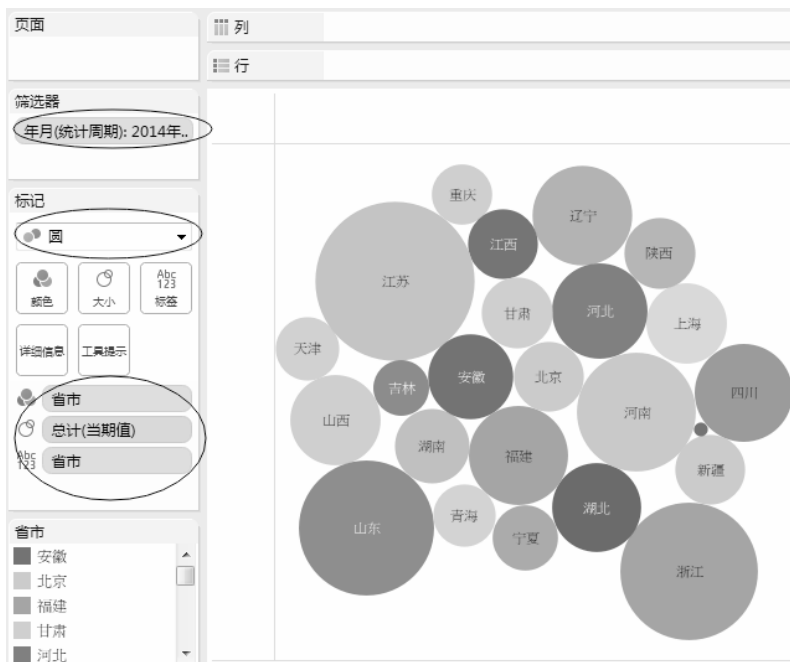 页面
列
行
筛选器
年月(统计周期): 2014年..
标记
圆
颜色
大小
Abc
123
标签
详细信息
工具提示
省市
总计(当期值)
Abc
123
省市
省市
安徽
北京
福建
甘肃
河北
重庆
辽宁
江西
陕西
江苏
甘肃
河北
上海
天津
吉林
安徽
北京
四川
山西
河南
湖南
福建
新疆
山东
青海
宁夏
湖北
浙江